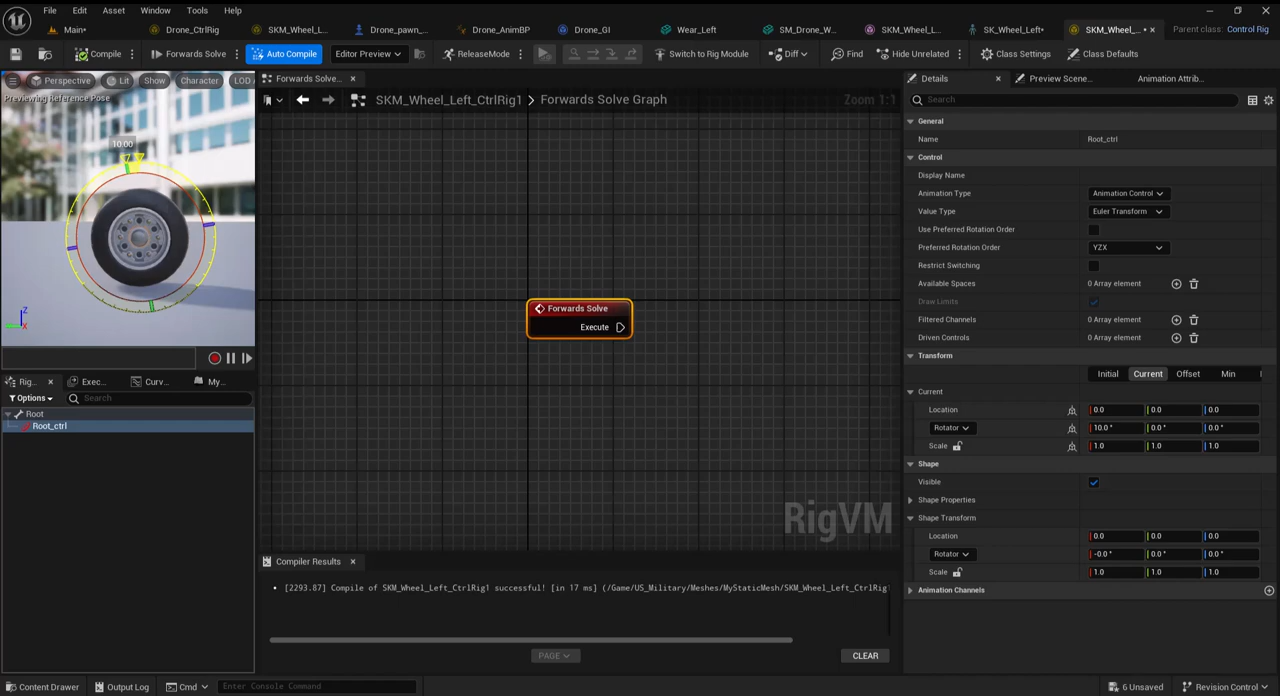 File Edit Asset Window Tools Help
Main• Drone_CtrlRig SKM_Wheel_L... Drone_pawn_... Drone_AnimBP Drone_GI Wear_Left SM_Drone_W... SKM_Wheel_L... SK_Wheel_Left• SKM_Wheel_... • Parent class: Control Rig
Compile Forwards Solve Auto Compile Editor Preview ReleaseMode Switch to Rig Module Diff Find Hide Unrelated Class Settings Class Defaults
Perspective Lit Show Character LOD
Previewing Reference Pose
10.00
Z
X
Forwards Solve...
SKM_Wheel_Left_CtrlRig1 > Forwards Solve Graph Zoom 1:1
Forwards Solve
Execute
RigVM
Rig... Exec... Curv... My...
Options Search
Root
Root_ctrl
Compiler Results
• [2293.87] Compile of SKM_Wheel_Left_CtrlRig1 successful! [in 17 ms] (/Game/US_Military/Meshes/MyStaticMesh/SKM_Wheel_Left_CtrlRig1
PAGE CLEAR
Details Preview Scene... Animation Attrib...
Search
General
Name Root_ctrl
Control
Display Name
Animation Type Animation Control
Value Type Euler Transform
Use Preferred Rotation Order
Preferred Rotation Order YZX
Restrict Switching
Available Spaces 0 Array element
Draw Limits
Filtered Channels 0 Array element
Driven Controls 0 Array element
Transform
Initial Current Offset Min
Current
Location 0.0 0.0 0.0
Rotator 10.0 ° 0.0 ° 0.0 °
Scale 1.0 1.0 1.0
Shape
Visible
Shape Properties
Shape Transform
Location 0.0 0.0 0.0
Rotator -0.0 ° 0.0 ° 0.0 °
Scale 1.0 1.0 1.0
Animation Channels
Content Drawer Output Log Cmd Enter Console Command 6 Unsaved Revision Control